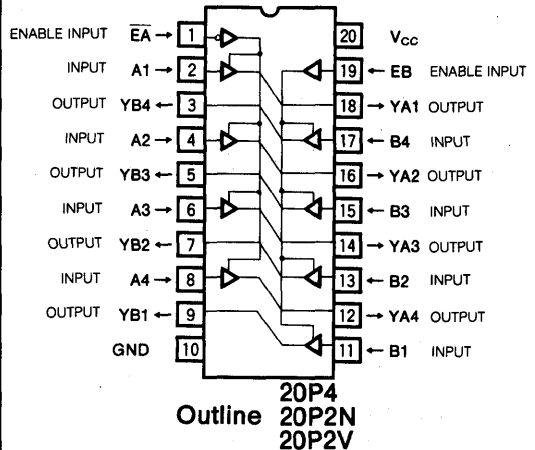 ENABLE INPUT EA → 1 20 VCC
INPUT A1 → 2 19 ← EB ENABLE INPUT
OUTPUT YB4 ← 3 18 → YA1 OUTPUT
INPUT A2 → 4 17 ← B4 INPUT
OUTPUT YB3 ← 5 16 → YA2 OUTPUT
INPUT A3 → 6 15 ← B3 INPUT
OUTPUT YB2 ← 7 14 → YA3 OUTPUT
INPUT A4 → 8 13 ← B2 INPUT
OUTPUT YB1 ← 9 12 → YA4 OUTPUT
GND 10 11 ← B1 INPUT
20P4
Outline 20P2N
20P2V